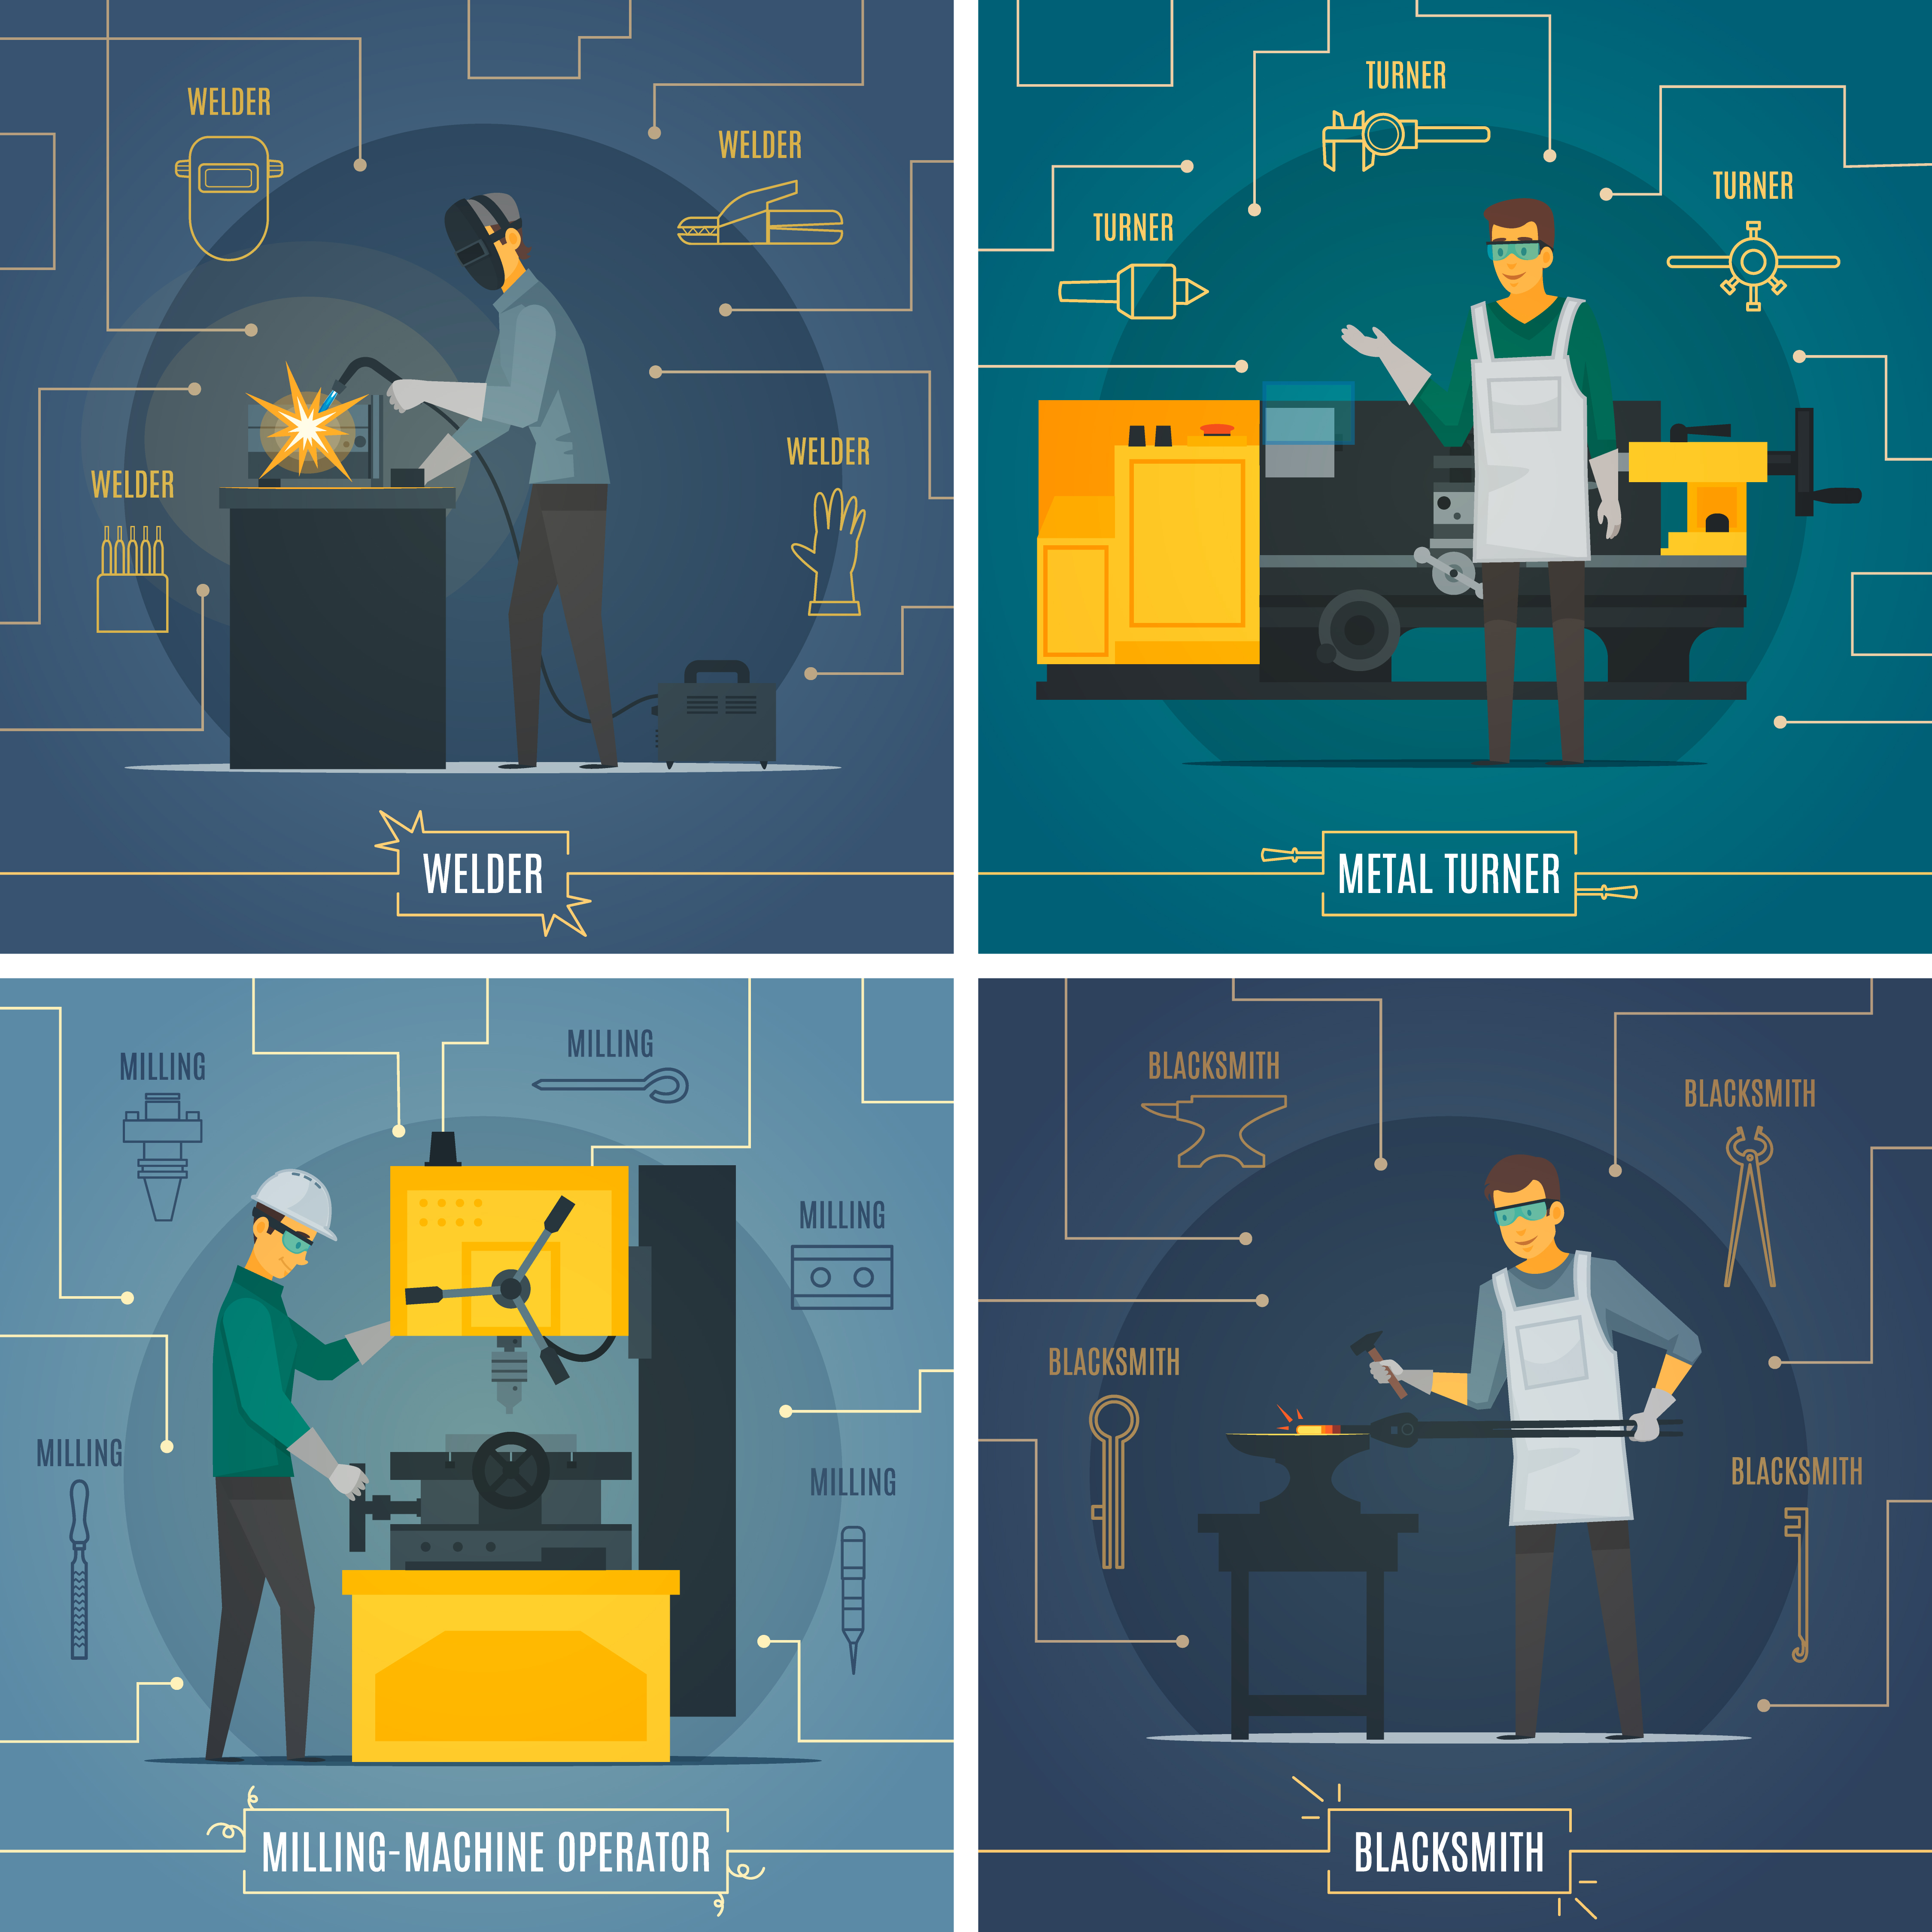 WELDER
WELDER
WELDER
WELDER
WELDER
TURNER
TURNER
TURNER
METAL TURNER
MILLING
MILLING
MILLING
MILLING
MILLING
MILLING-MACHINE OPERATOR
BLACKSMITH
BLACKSMITH
BLACKSMITH
BLACKSMITH
BLACKSMITH